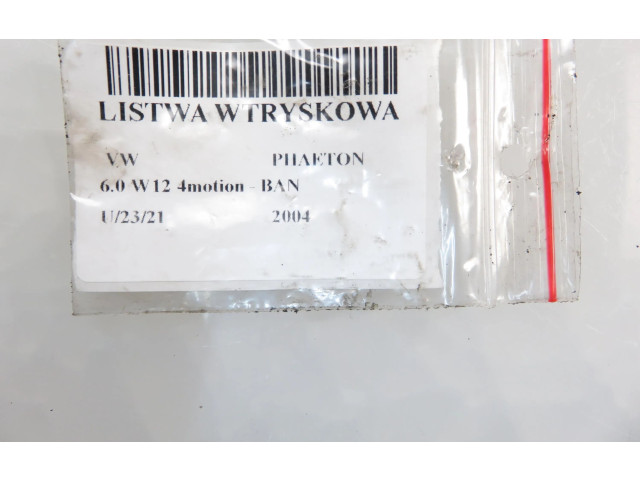 LISTWA WTRYSKOWA
VW PHAETON
6.0 W12 4motion - BAN
U/23/21 2004